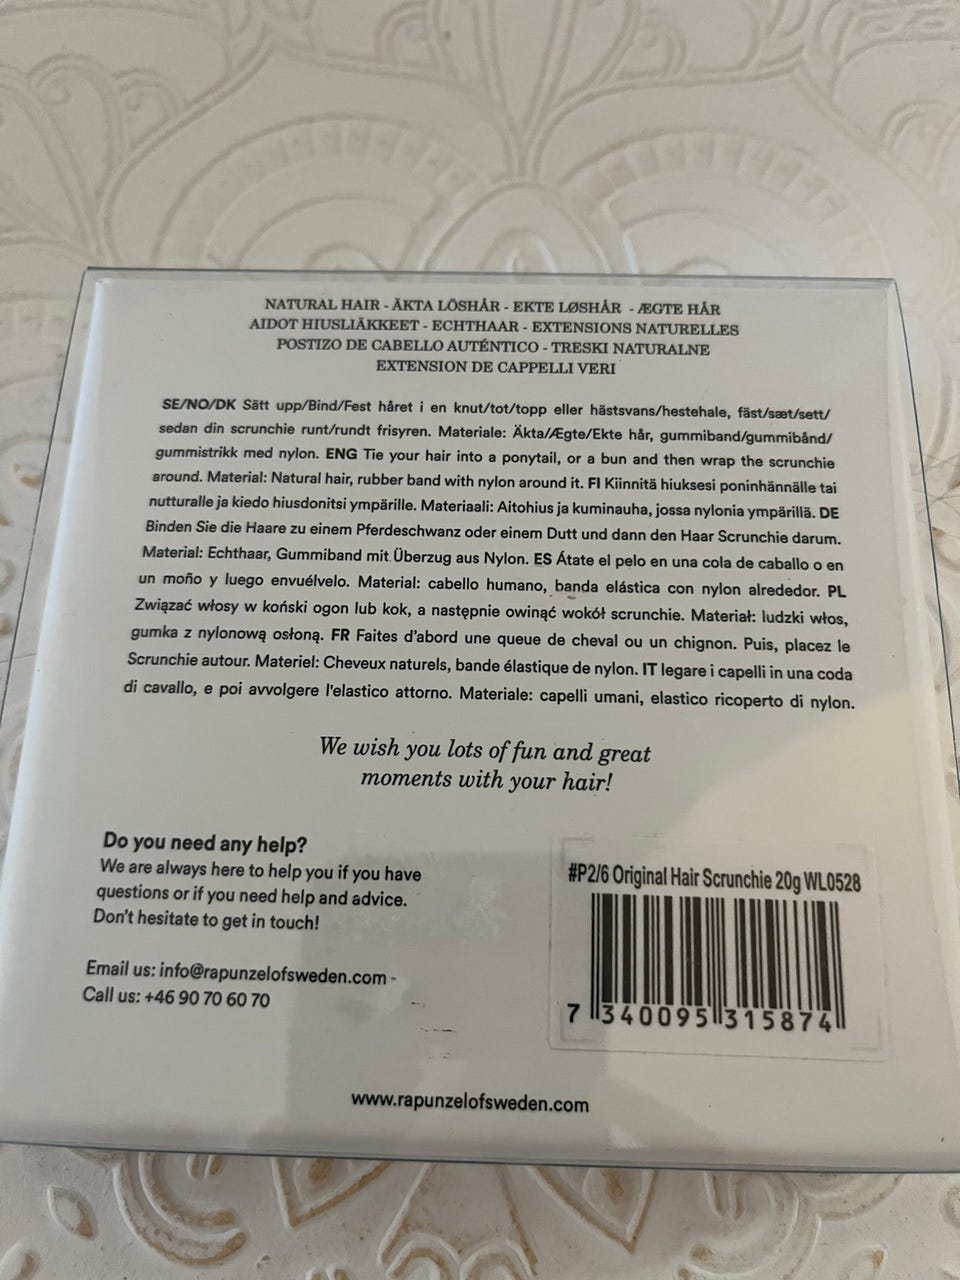 NATURAL HAIR - ÄKTA LÖSHÅR - EKTE LØSHÅR - ÆGTE HÅR
AIDOT HIUSLIÄKKEET - ECHTHAAR - EXTENSIONS NATURELLES
POSTIZO DE CABELLO AUTÉNTICO - TRESKI NATURALNE
EXTENSION DE CAPPELLI VERI
SE/NO/DK Sätt upp/Bind/Fest håret i en knut/tot/topp eller hästsvans/hestehale, fäst/sæt/sett/
sedan din scrunchie runt/rundt frisyren. Materiale: Äkta/Ægte/Ekte hår, gummiband/gummibånd/
gummistrikk med nylon. ENG Tie your hair into a ponytail, or a bun and then wrap the scrunchie
around. Material: Natural hair, rubber band with nylon around it. FI Kiinnitä hiuksesi poninhännälle tai
nutturalle ja kiedo hiusdonitsi ympärille. Materiaali: Aitohius ja kuminauha, jossa nylonia ympärillä. DE
Binden Sie die Haare zu einem Pferdeschwanz oder einem Dutt und dann den Haar Scrunchie darum.
Material: Echthaar, Gummiband mit Überzug aus Nylon. ES Átate el pelo en una cola de caballo o en
un moño y luego envuélvelo. Material: cabello humano, banda elástica con nylon alrededor. PL
Związać włosy w koński ogon lub kok, a następnie owinąć wokół scrunchie. Materiał: ludzki włos,
gumka z nylonową osłoną. FR Faites d'abord une queue de cheval ou un chignon. Puis, placez le
Scrunchie autour. Materiel: Cheveux naturels, bande élastique de nylon. IT legare i capelli in una coda
di cavallo, e poi avvolgere l'elastico attorno. Materiale: capelli umani, elastico ricoperto di nylon.
We wish you lots of fun and great
moments with your hair!
Do you need any help?
We are always here to help you if you have
questions or if you need help and advice.
Don't hesitate to get in touch!
Email us: info@rapunzelofsweden.com -
Call us: +46 90 70 60 70
#P2/6 Original Hair Scrunchie 20g WL0528
7 340095 315874
www.rapunzelofsweden.com